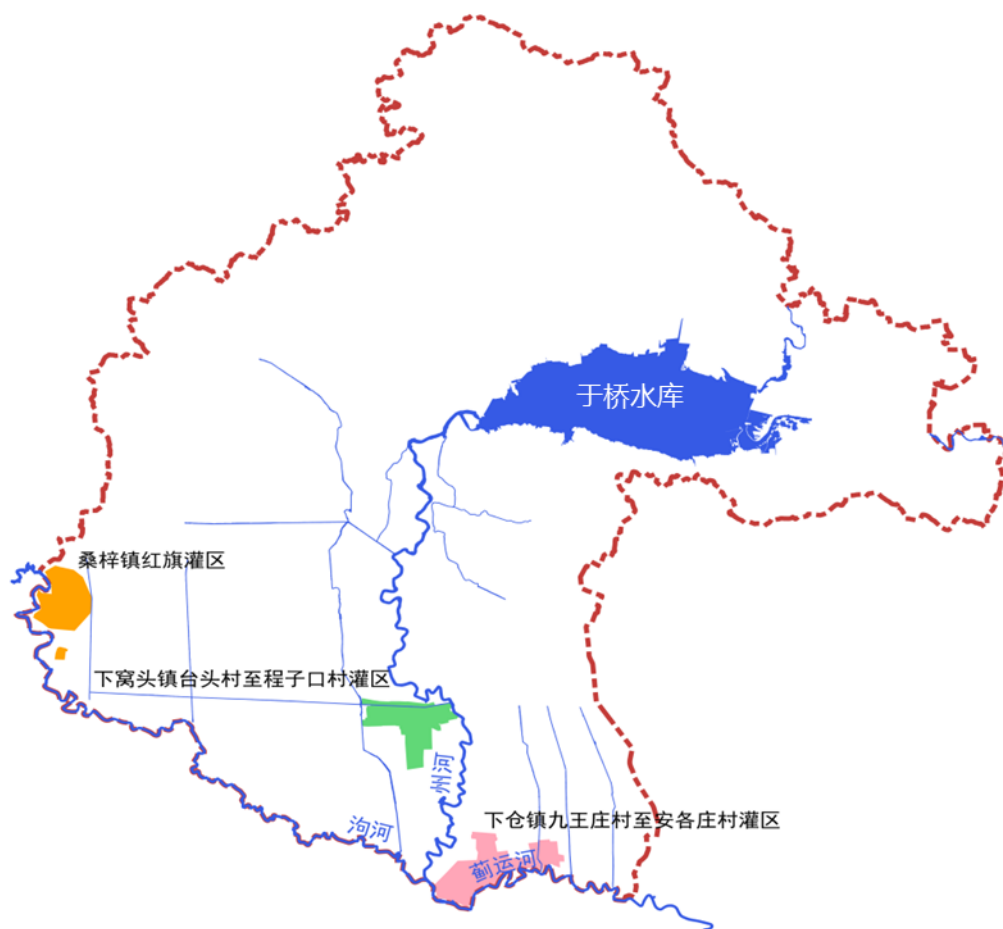 于桥水库
桑梓镇红旗灌区
下窝头镇台头村至程子口村灌区
州河
下仓镇九王庄村至安各庄村灌区
泃河
蓟运河